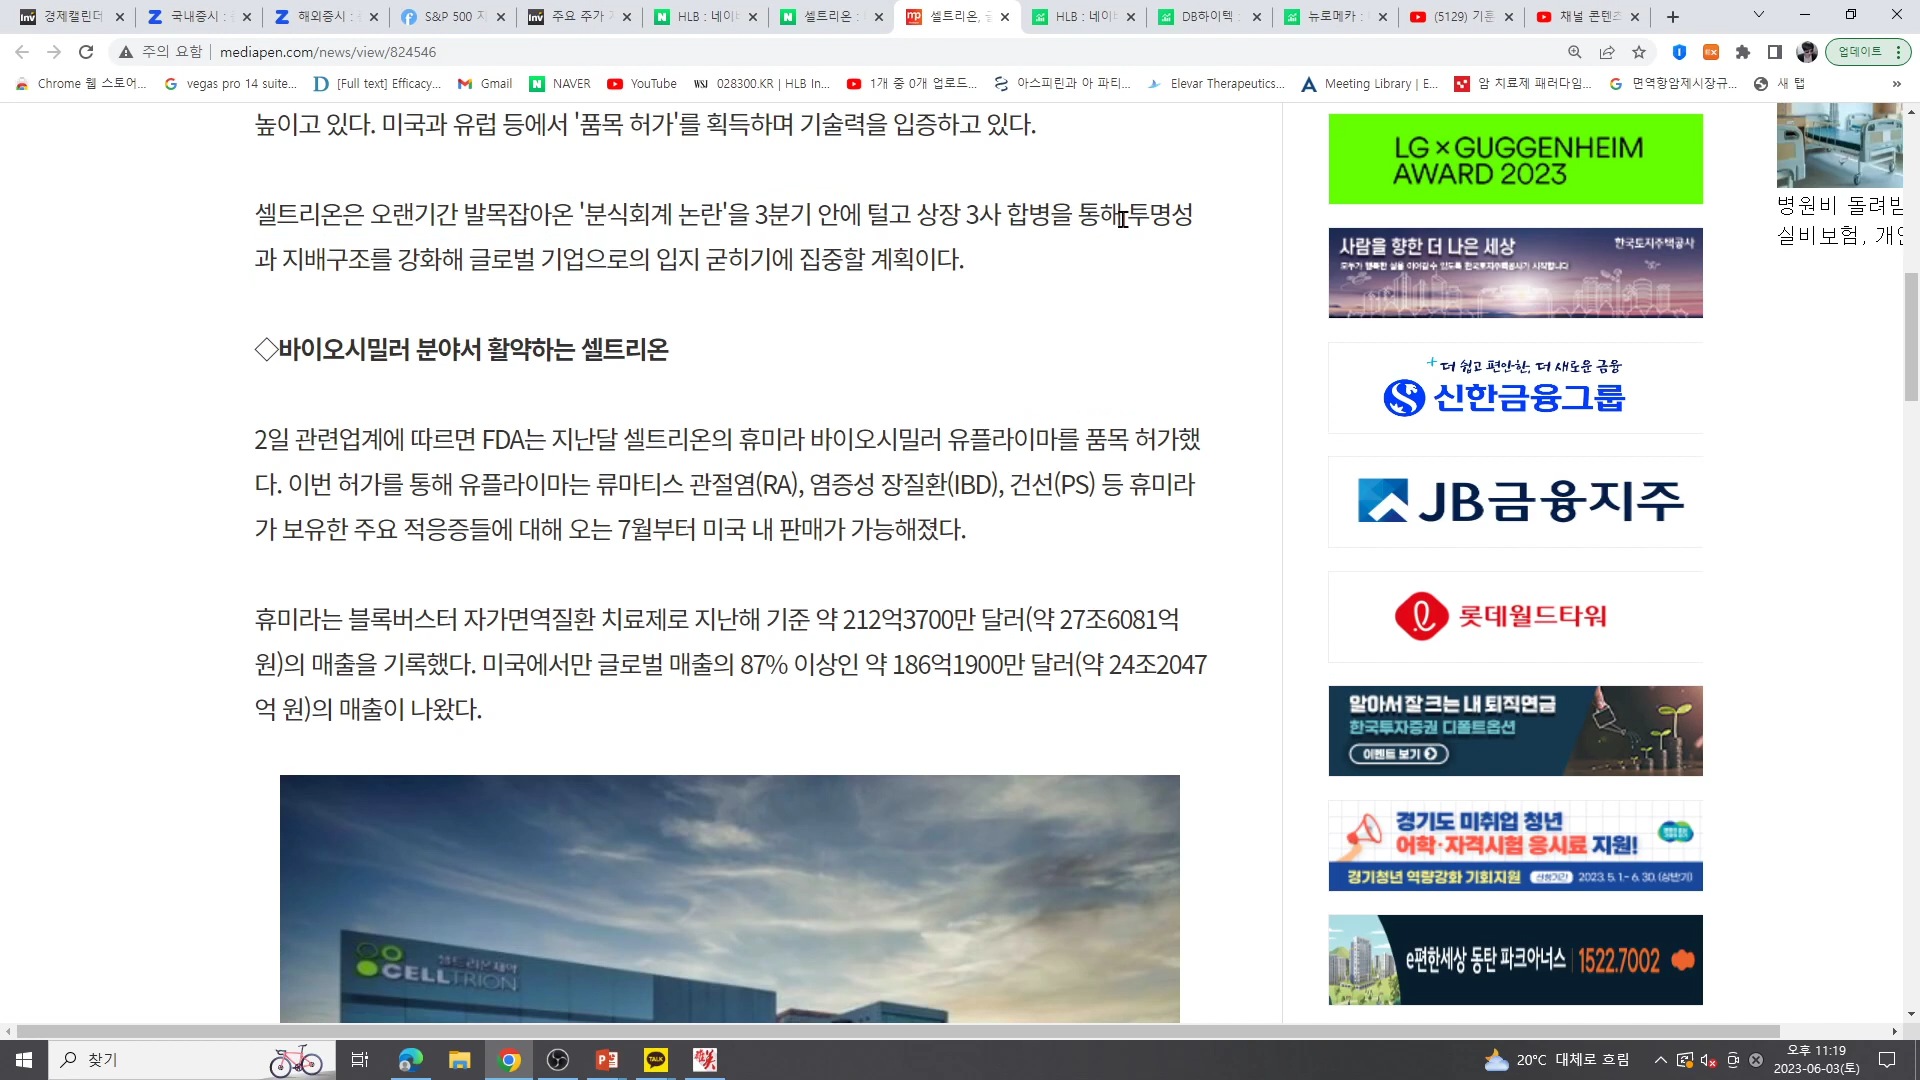 경제캘린더
국내증시 :
해외증시 :
S&P 500 지
주요 주가 지
HLB : 네이버
셀트리온 :
셀트리온,
HLB : 네이버
DB하이텍 :
뉴로메카 :
(5129) 기훈
채널 콘텐츠
주의 요함
mediapen.com/news/view/824546
업데이트
Chrome 웹 스토어...
vegas pro 14 suite...
[Full text] Efficacy...
Gmail
NAVER
YouTube
WSJ 028300.KR | HLB In...
1개 중 0개 업로드...
아스피린과 아 파티...
Elevar Therapeutics...
Meeting Library | E...
암 치료제 패러다임...
면역항암제시장규...
새 탭
높이고 있다. 미국과 유럽 등에서 '품목 허가'를 획득하며 기술력을 입증하고 있다.
셀트리온은 오랜기간 발목잡아온 '분식회계 논란'을 3분기 안에 털고 상장 3사 합병을 통해 투명성
과 지배구조를 강화해 글로벌 기업으로의 입지 굳히기에 집중할 계획이다.
◇바이오시밀러 분야서 활약하는 셀트리온
2일 관련업계에 따르면 FDA는 지난달 셀트리온의 휴미라 바이오시밀러 유플라이마를 품목 허가했
다. 이번 허가를 통해 유플라이마는 류마티스 관절염(RA), 염증성 장질환(IBD), 건선(PS) 등 휴미라
가 보유한 주요 적응증들에 대해 오는 7월부터 미국 내 판매가 가능해졌다.
휴미라는 블록버스터 자가면역질환 치료제로 지난해 기준 약 212억3700만 달러(약 27조6081억
원)의 매출을 기록했다. 미국에서만 글로벌 매출의 87% 이상인 약 186억1900만 달러(약 24조2047
억 원)의 매출이 나왔다.
셀트리온제약
CELLTRION
LG × GUGGENHEIM
AWARD 2023
사람을 향한 더 나은 세상
한국토지주택공사
더 쉽고 편안한, 더 새로운 금융
신한금융그룹
JB금융지주
롯데월드타워
알아서 잘 크는 내 퇴직연금
한국투자증권 디폴트옵션
이벤트 보기
경기도 미취업 청년
어학·자격시험 응시료 지원!
경기청년 역량강화 기회지원 신청기간 2023. 5. 1.~ 6. 30. (상반기)
e편한세상 동탄 파크아너스 1522.7002
병원비 돌려받
실비보험, 개인
찾기
20°C 대체로 흐림
오후 11:19
2023-06-03(토)